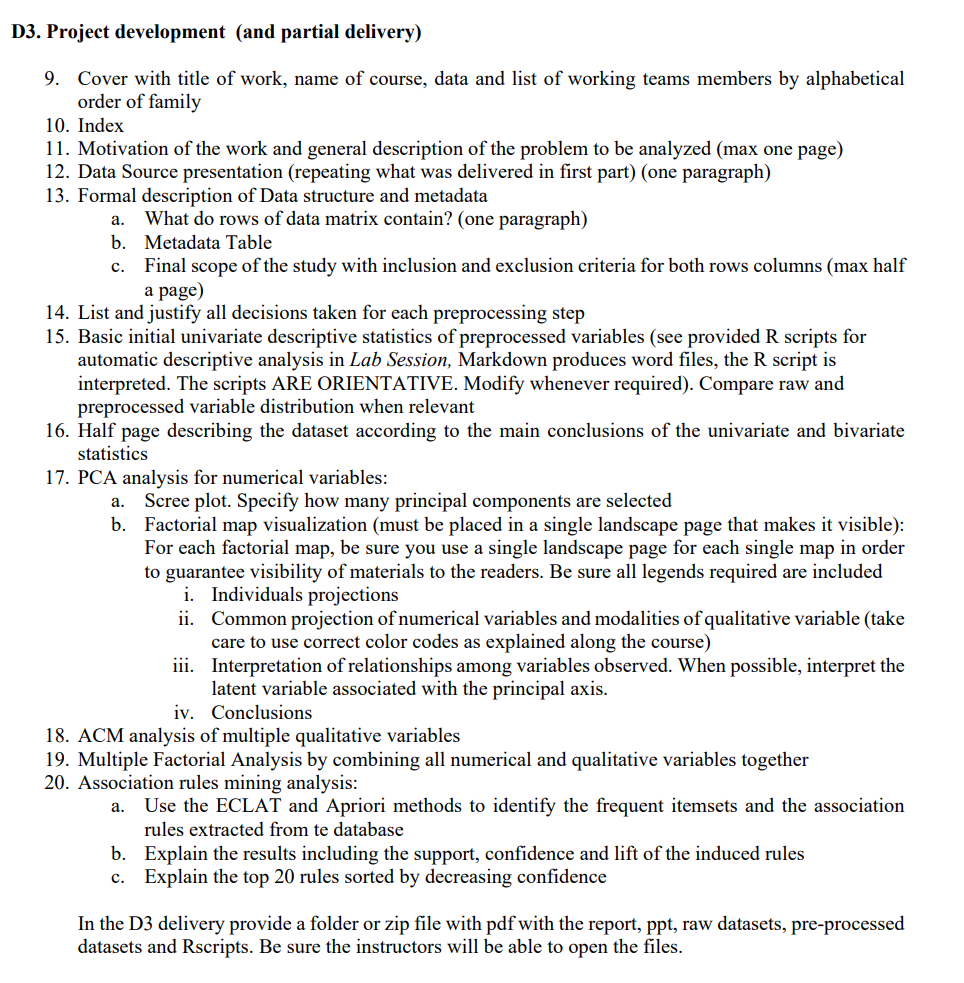 D3. Project development (and partial delivery)
9. Cover with title of work, name of course, data and list of working teams members by alphabetical
order of family
10. Index
11. Motivation of the work and general description of the problem to be analyzed (max one page)
12. Data Source presentation (repeating what was delivered in first part) (one paragraph)
13. Formal description of Data structure and metadata
a. What do rows of data matrix contain? (one paragraph)
b. Metadata Table
c. Final scope of the study with inclusion and exclusion criteria for both rows columns (max half
a page)
14. List and justify all decisions taken for each preprocessing step
15. Basic initial univariate descriptive statistics of preprocessed variables (see provided R scripts for
automatic descriptive analysis in Lab Session, Markdown produces word files, the R script is
interpreted. The scripts ARE ORIENTATIVE. Modify whenever required). Compare raw and
preprocessed variable distribution when relevant
16. Half page describing the dataset according to the main conclusions of the univariate and bivariate
statistics
17. PCA analysis for numerical variables:
a. Scree plot. Specify how many principal components are selected
b. Factorial map visualization (must be placed in a single landscape page that makes it visible):
For each factorial map, be sure you use a single landscape page for each single map in order
to guarantee visibility of materials to the readers. Be sure all legends required are included
i. Individuals projections
ii. Common projection of numerical variables and modalities of qualitative variable (take
care to use correct color codes as explained along the course)
iii. Interpretation of relationships among variables observed. When possible, interpret the
latent variable associated with the principal axis.
iv. Conclusions
18. ACM analysis of multiple qualitative variables
19. Multiple Factorial Analysis by combining all numerical and qualitative variables together
20. Association rules mining analysis:
a. Use the ECLAT and Apriori methods to identify the frequent itemsets and the association
rules extracted from te database
b. Explain the results including the support, confidence and lift of the induced rules
c. Explain the top 20 rules sorted by decreasing confidence
In the D3 delivery provide a folder or zip file with pdf with the report, ppt, raw datasets, pre-processed
datasets and Rscripts. Be sure the instructors will be able to open the files.